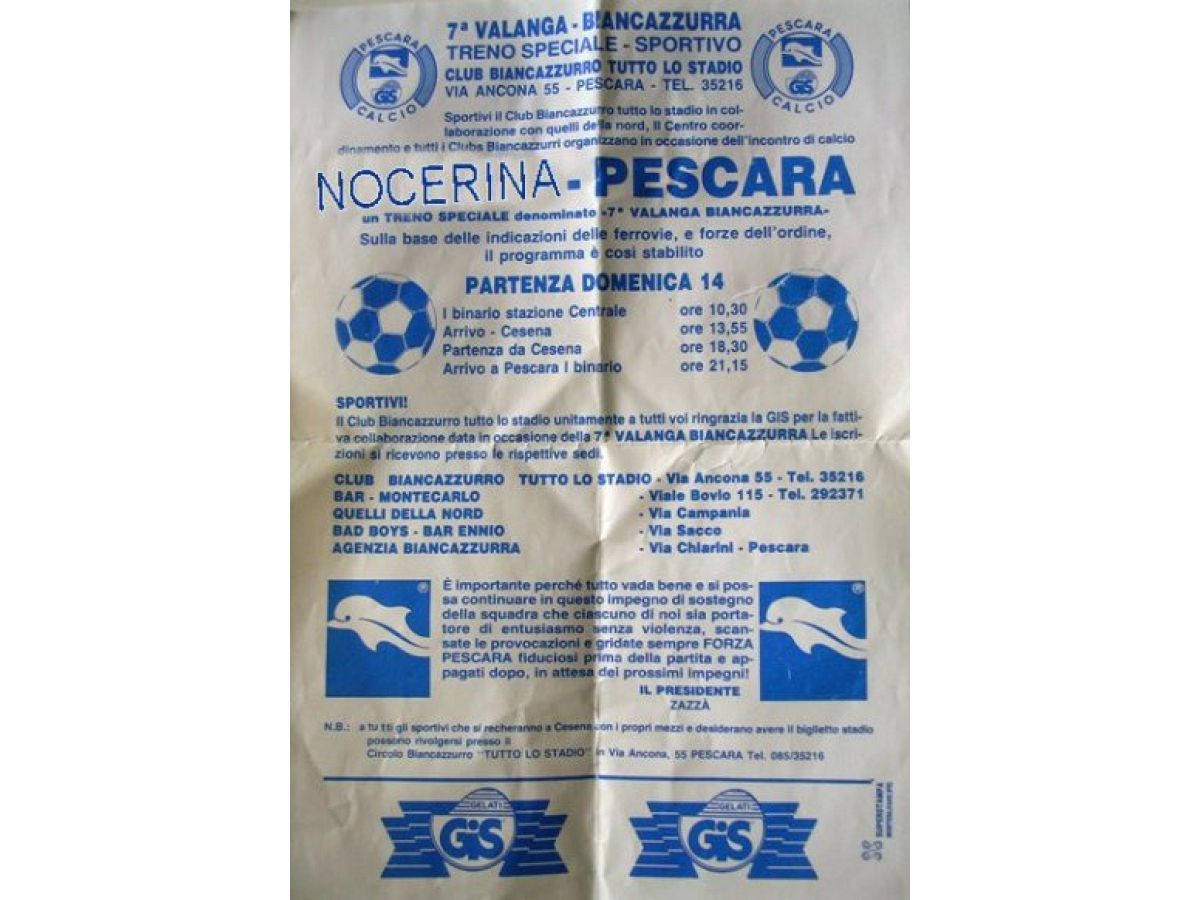 7ª VALANGA - BIANCAZZURRA
TRENO SPECIALE - SPORTIVO
CLUB BIANCAZZURRO TUTTO LO STADIO
VIA ANCONA 55 - PESCARA - TEL. 35216
PESCARA
GiS
CALCIO
PESCARA
GiS
CALCIO
Sportivi il Club Biancazzurro tutto lo stadio in col-
laborazione con quelli della nord, Il Centro coor-
dinamento e tutti i Clubs Biancazzurri organizzano in occasione dell'incontro di calcio
NOCERINA - PESCARA
un TRENO SPECIALE denominato -7ª VALANGA BIANCAZZURRA-
Sulla base delle indicazioni delle ferrovie, e forze dell'ordine,
il programma è così stabilito
PARTENZA DOMENICA 14
I binario stazione Centrale ore 10,30
Arrivo - Cesena ore 13,55
Partenza da Cesena ore 18,30
Arrivo a Pescara I binario ore 21,15
SPORTIVI!
Il Club Biancazzurro tutto lo stadio unitamente a tutti voi ringrazia la GIS per la fatti-
va collaborazione data in occasione della 7ª VALANGA BIANCAZZURRA Le iscri-
zioni si ricevono presso le rispettive sedi.
CLUB BIANCAZZURRO TUTTO LO STADIO - Via Ancona 55 - Tel. 35216
BAR - MONTECARLO - Viale Bovio 115 - Tel. 292371
QUELLI DELLA NORD - Via Campania
BAD BOYS - BAR ENNIO - Via Sacco
AGENZIA BIANCAZZURRA - Via Chiarini - Pescara
È importante perché tutto vada bene e si pos-
sa continuare in questo impegno di sostegno
della squadra che ciascuno di noi sia porta-
tore di entusiasmo senza violenza, scan-
sate le provocazioni e gridate sempre FORZA
PESCARA fiduciosi prima della partita e ap-
pagati dopo, in attesa dei prossimi impegni!
IL PRESIDENTE
ZAZZÀ
N.B.: a tu tti gli sportivi che si recheranno a Cesena con i propri mezzi e desiderano avere il biglietto stadio
possono rivolgersi presso il
Circolo Biancazzurro "TUTTO LO STADIO" in Via Ancona, 55 PESCARA Tel. 085/35216
GELATI
GiS
GELATI
GiS
SUPERSTAMPA